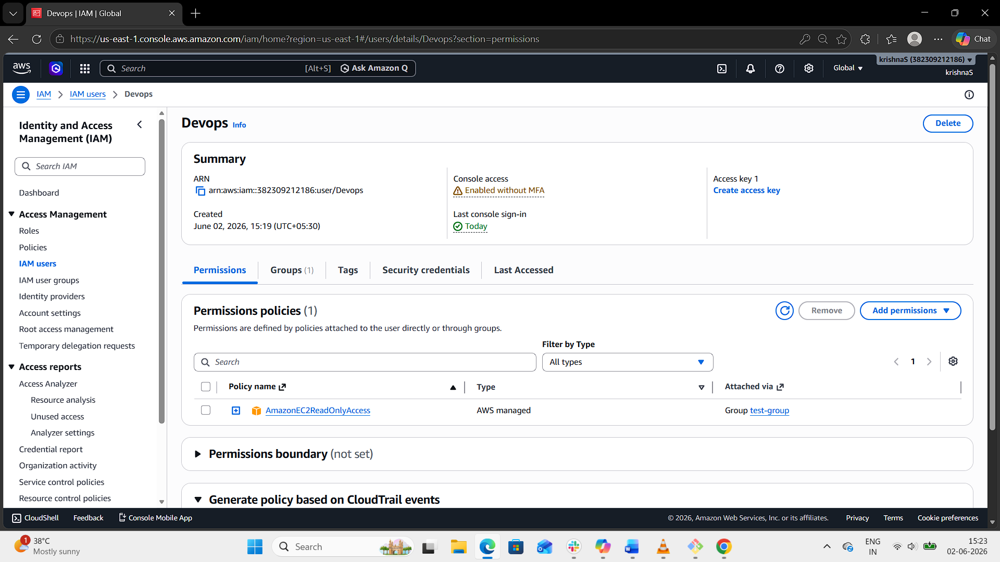 Devops | IAM | Global
https://us-east-1.console.aws.amazon.com/iam/home?region=us-east-1#/users/details/Devops?section=permissions
Chat
aws
Search
[Alt+S]
Ask Amazon Q
Global
krishnaS (382309212186)
krishnaS
IAM
IAM users
Devops
Identity and Access
Management (IAM)
Search IAM
Dashboard
Access Management
Roles
Policies
IAM users
IAM user groups
Identity providers
Account settings
Root access management
Temporary delegation requests
Access reports
Access Analyzer
Resource analysis
Unused access
Analyzer settings
Credential report
Organization activity
Service control policies
Resource control policies
Devops Info
Delete
Summary
ARN
arn:aws:iam::382309212186:user/Devops
Created
June 02, 2026, 15:19 (UTC+05:30)
Console access
Enabled without MFA
Last console sign-in
Today
Access key 1
Create access key
Permissions
Groups (1)
Tags
Security credentials
Last Accessed
Permissions policies (1)
Remove
Add permissions
Permissions are defined by policies attached to the user directly or through groups.
Filter by Type
Search
All types
1
Policy name
Type
Attached via
AmazonEC2ReadOnlyAccess
AWS managed
Group test-group
Permissions boundary (not set)
Generate policy based on CloudTrail events
CloudShell
Feedback
Console Mobile App
© 2026, Amazon Web Services, Inc. or its affiliates.
Privacy
Terms
Cookie preferences
1
38°C
Mostly sunny
Search
ENG
IN
15:23
02-06-2026